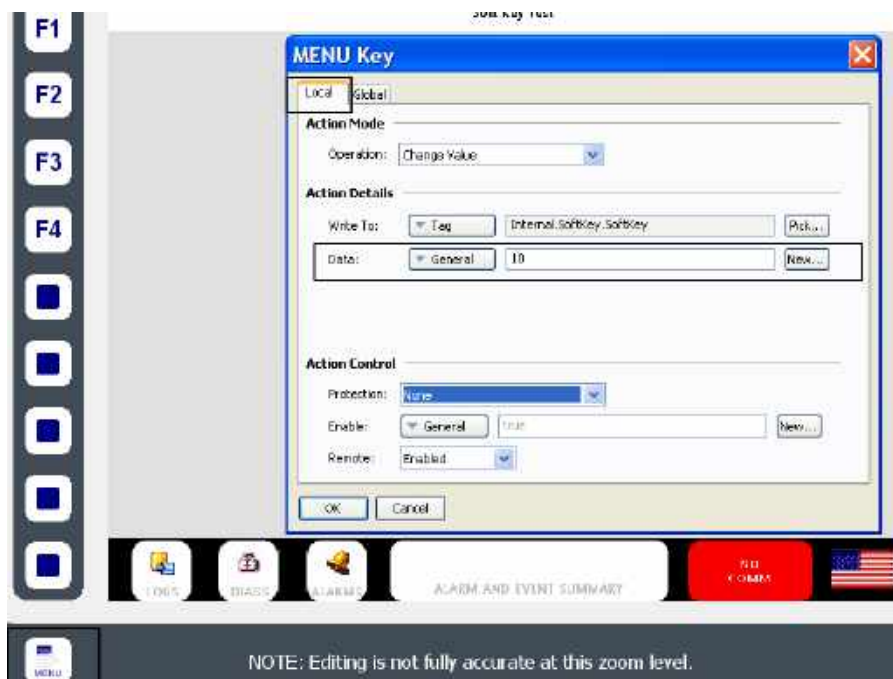 Soft Key Test
F1
F2
F3
F4
MENU Key
Local Global
Action Mode
Operation: Change Value
Action Details
Write To: Tag Internal.SoftKey.SoftKey Pick...
Data: General 10 New...
Action Control
Protection: None
Enable: General true New...
Remote: Enabled
OK Cancel
LOGS DIAGS ALARMS ALARM AND EVENT SUMMARY NO COMM
MENU NOTE: Editing is not fully accurate at this zoom level.